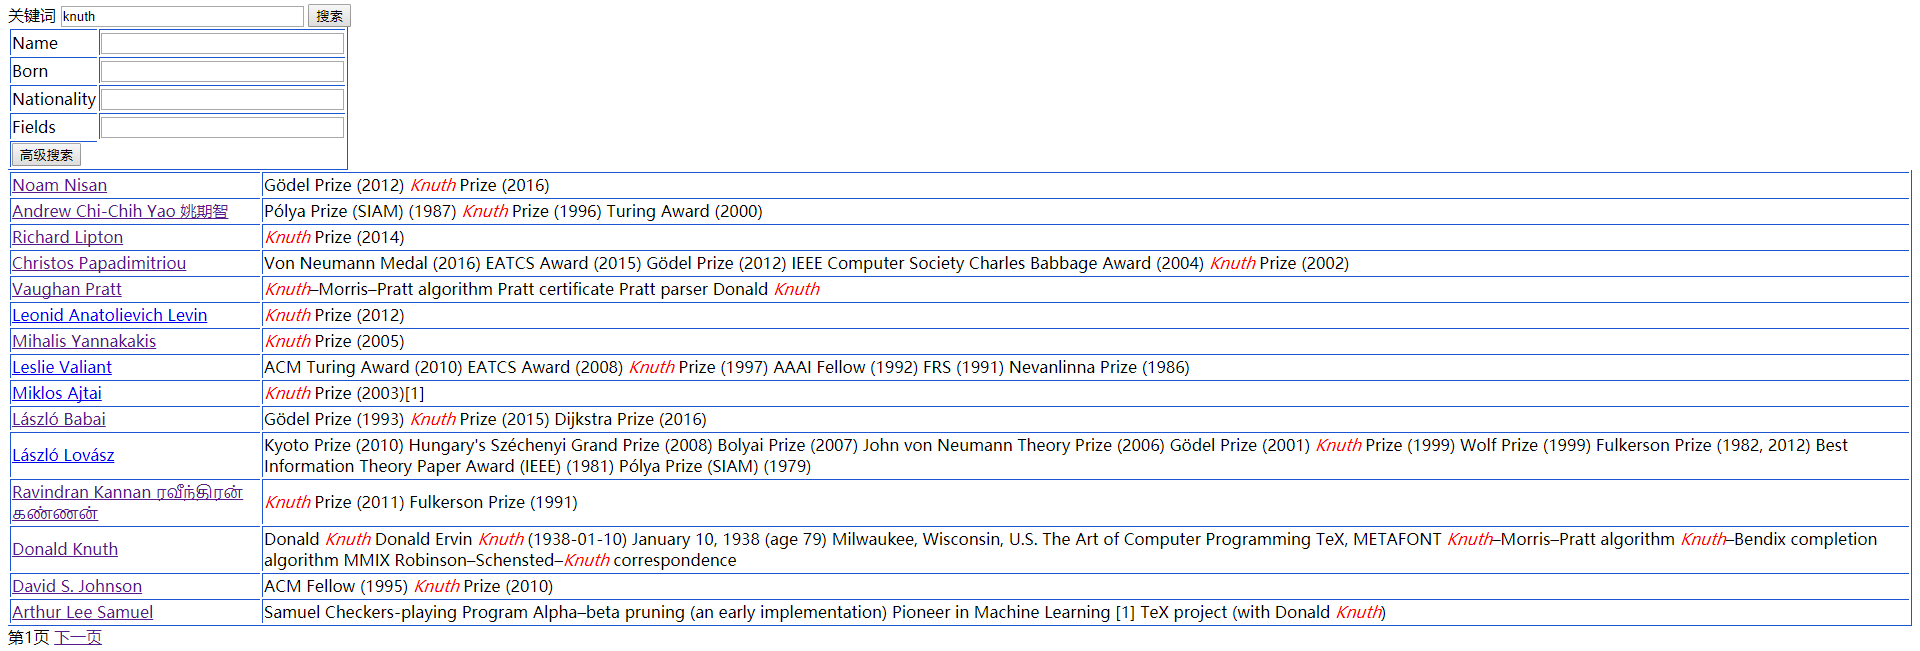 关键词 knuth 搜索
Name
Born
Nationality
Fields
高级搜索
Noam Nisan Gödel Prize (2012) Knuth Prize (2016)
Andrew Chi-Chih Yao 姚期智 Pólya Prize (SIAM) (1987) Knuth Prize (1996) Turing Award (2000)
Richard Lipton Knuth Prize (2014)
Christos Papadimitriou Von Neumann Medal (2016) EATCS Award (2015) Gödel Prize (2012) IEEE Computer Society Charles Babbage Award (2004) Knuth Prize (2002)
Vaughan Pratt Knuth–Morris–Pratt algorithm Pratt certificate Pratt parser Donald Knuth
Leonid Anatolievich Levin Knuth Prize (2012)
Mihalis Yannakakis Knuth Prize (2005)
Leslie Valiant ACM Turing Award (2010) EATCS Award (2008) Knuth Prize (1997) AAAI Fellow (1992) FRS (1991) Nevanlinna Prize (1986)
Miklos Ajtai Knuth Prize (2003)[1]
László Babai Gödel Prize (1993) Knuth Prize (2015) Dijkstra Prize (2016)
László Lovász Kyoto Prize (2010) Hungary's Széchenyi Grand Prize (2008) Bolyai Prize (2007) John von Neumann Theory Prize (2006) Gödel Prize (2001) Knuth Prize (1999) Wolf Prize (1999) Fulkerson Prize (1982, 2012) Best
Information Theory Paper Award (IEEE) (1981) Pólya Prize (SIAM) (1979)
Ravindran Kannan ரவீந்திரன்
கண்ணன் Knuth Prize (2011) Fulkerson Prize (1991)
Donald Knuth Donald Knuth Donald Ervin Knuth (1938-01-10) January 10, 1938 (age 79) Milwaukee, Wisconsin, U.S. The Art of Computer Programming TeX, METAFONT Knuth–Morris–Pratt algorithm Knuth–Bendix completion
algorithm MMIX Robinson–Schensted–Knuth correspondence
David S. Johnson ACM Fellow (1995) Knuth Prize (2010)
Arthur Lee Samuel Samuel Checkers-playing Program Alpha–beta pruning (an early implementation) Pioneer in Machine Learning [1] TeX project (with Donald Knuth)
第1页 下一页